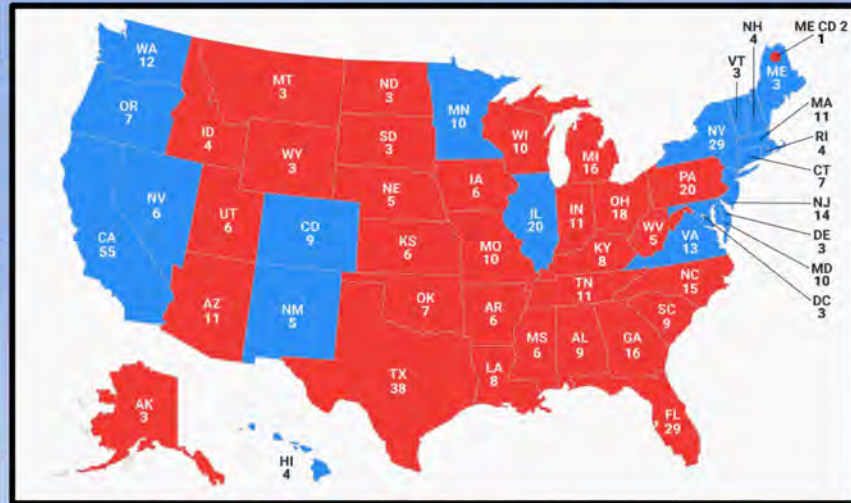 WA
12
OR
7
CA
55
NV
6
ID
4
MT
3
WY
3
UT
6
AZ
11
CO
9
NM
5
ND
3
SD
3
NE
5
KS
6
OK
7
TX
38
MN
10
IA
6
MO
10
AR
6
LA
8
WI
10
IL
20
MS
6
MI
16
IN
11
OH
18
KY
8
TN
11
AL
9
GA
16
FL
29
SC
9
NC
15
VA
13
WV
5
PA
20
NY
29
VT
3
NH
4
ME CD 2
1
ME
3
MA
11
RI
4
CT
7
NJ
14
DE
3
MD
10
DC
3
AK
3
HI
4